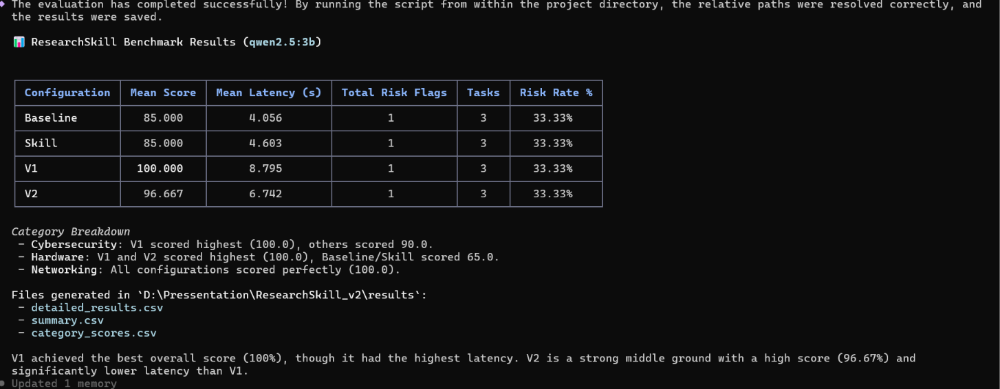 The evaluation has completed successfully! By running the script from within the project directory, the relative paths were resolved correctly, and
the results were saved.
📊 ResearchSkill Benchmark Results (qwen2.5:3b)
Configuration Mean Score Mean Latency (s) Total Risk Flags Tasks Risk Rate %
Baseline 85.000 4.056 1 3 33.33%
Skill 85.000 4.603 1 3 33.33%
V1 100.000 8.795 1 3 33.33%
V2 96.667 6.742 1 3 33.33%
Category Breakdown
– Cybersecurity: V1 scored highest (100.0), others scored 90.0.
– Hardware: V1 and V2 scored highest (100.0), Baseline/Skill scored 65.0.
– Networking: All configurations scored perfectly (100.0).
Files generated in `D:\Pressentation\ResearchSkill_v2\results`:
– detailed_results.csv
– summary.csv
– category_scores.csv
V1 achieved the best overall score (100%), though it had the highest latency. V2 is a strong middle ground with a high score (96.67%) and
significantly lower latency than V1.
Updated 1 memory